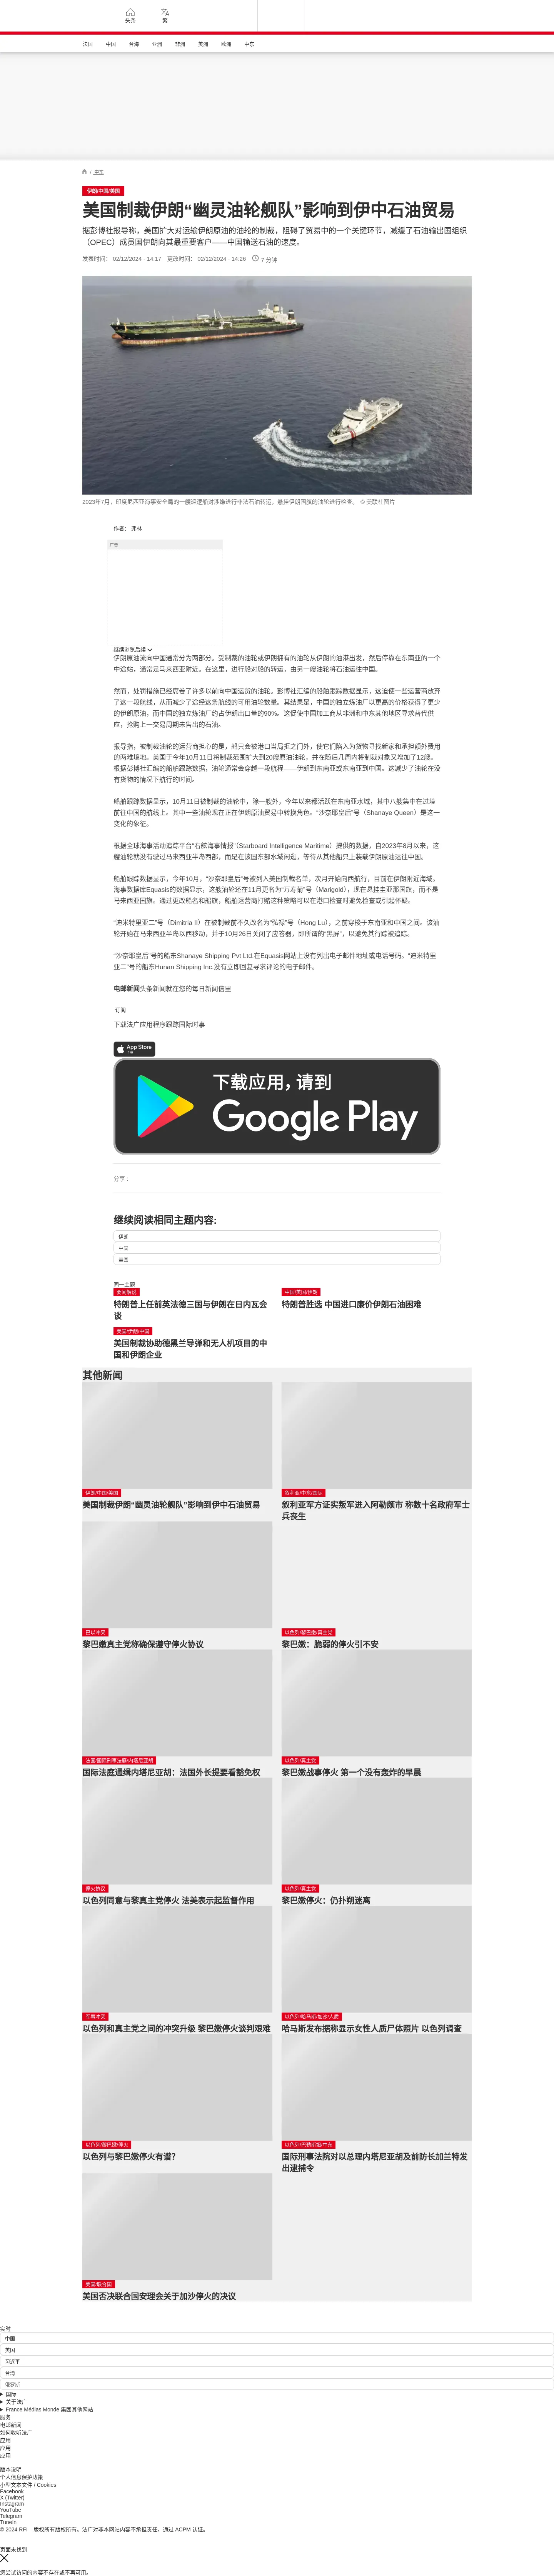 头条
繁
法国
中国
台海
亚洲
非洲
美洲
欧洲
中东
/ 中东
伊朗/中国/美国
美国制裁伊朗“幽灵油轮舰队”影响到伊中石油贸易
据彭博社报导称，美国扩大对运输伊朗原油的油轮的制裁，阻碍了贸易中的一个关键环节，减缓了石油输出国组织
（OPEC）成员国伊朗向其最重要客户——中国输送石油的速度。
发表时间： 02/12/2024 - 14:17 更改时间： 02/12/2024 - 14:26 7 分钟
2023年7月，印度尼西亚海事安全局的一艘巡逻船对涉嫌进行非法石油转运、悬挂伊朗国旗的油轮进行检查。 © 美联社图片
作者： 弗林
广告
继续浏览后续
伊朗原油流向中国通常分为两部分。受制裁的油轮或伊朗拥有的油轮从伊朗的油港出发，然后停靠在东南亚的一个
中途站，通常是马来西亚附近。在这里，进行船对船的转运，由另一艘油轮将石油运往中国。
然而，处罚措施已经席卷了许多以前向中国运货的油轮。彭博社汇编的船舶跟踪数据显示，这迫使一些运营商放弃
了这一段航线，从而减少了途经这条航线的可用油轮数量。其结果是，中国的独立炼油厂以更高的价格获得了更少
的伊朗原油，而中国的独立炼油厂约占伊朗出口量的90%。这促使中国加工商从非洲和中东其他地区寻求替代供
应，并抢购上一交易周期未售出的石油。
报导指，被制裁油轮的运营商担心的是，船只会被港口当局拒之门外，使它们陷入为货物寻找新家和承担额外费用
的两难境地。美国于今年10月11日将制裁范围扩大到20艘原油油轮，并在随后几周内将制裁对象又增加了12艘。
根据彭博社汇编的船舶跟踪数据，油轮通常会穿越一段航程——伊朗到东南亚或东南亚到中国。这减少了油轮在没
有货物的情况下航行的时间。
船舶跟踪数据显示，10月11日被制裁的油轮中，除一艘外，今年以来都活跃在东南亚水域，其中八艘集中在过境
前往中国的航线上。其中一些油轮现在正在伊朗原油贸易中转换角色。“沙奈耶皇后”号（Shanaye Queen）是这一
变化的象征。
根据全球海事活动追踪平台“右舷海事情报”（Starboard Intelligence Maritime）提供的数据，自2023年8月以来，这
艘油轮就没有驶过马来西亚半岛西部，而是在该国东部水域闲逛，等待从其他船只上装载伊朗原油运往中国。
船舶跟踪数据显示，今年10月，“沙奈耶皇后”号被列入美国制裁名单，次月开始向西航行，目前在伊朗附近海域。
海事数据库Equasis的数据显示，这艘油轮还在11月更名为“万寿菊”号（Marigold），现在悬挂圭亚那国旗，而不是
马来西亚国旗。通过更改船名和船旗，船舶运营商打赌这种策略可以在港口检查时避免检查或引起怀疑。
“迪米特里亚二”号（Dimitria II）在被制裁前不久改名为“弘禄”号（Hong Lu），之前穿梭于东南亚和中国之间。该油
轮开始在马来西亚半岛以西移动，并于10月26日关闭了应答器，即所谓的“黑屏”，以避免其行踪被追踪。
“沙奈耶皇后”号的船东Shanaye Shipping Pvt Ltd.在Equasis网站上没有列出电子邮件地址或电话号码。“迪米特里
亚二”号的船东Hunan Shipping Inc.没有立即回复寻求评论的电子邮件。
电邮新闻头条新闻就在您的每日新闻信里
订阅
下载法广应用程序跟踪国际时事
App Store
下载
下载应用，请到
Google Play
分享 :
继续阅读相同主题内容:
伊朗
中国
美国
同一主题
要闻解说
特朗普上任前英法德三国与伊朗在日内瓦会
谈
中国/美国/伊朗
特朗普胜选 中国进口廉价伊朗石油困难
美国/伊朗/中国
美国制裁协助德黑兰导弹和无人机项目的中
国和伊朗企业
其他新闻
伊朗/中国/美国
美国制裁伊朗“幽灵油轮舰队”影响到伊中石油贸易
叙利亚/中东/国际
叙利亚军方证实叛军进入阿勒颇市 称数十名政府军士
兵丧生
巴以冲突
黎巴嫩真主党称确保遵守停火协议
以色列/黎巴嫩/真主党
黎巴嫩：脆弱的停火引不安
法国/国际刑事法庭/内塔尼亚胡
国际法庭通缉内塔尼亚胡：法国外长提要看豁免权
以色列/真主党
黎巴嫩战事停火 第一个没有轰炸的早晨
停火协议
以色列同意与黎真主党停火 法美表示起监督作用
以色列/真主党
黎巴嫩停火：仍扑朔迷离
军事冲突
以色列和真主党之间的冲突升级 黎巴嫩停火谈判艰难
以色列/哈马斯/加沙/人质
哈马斯发布据称显示女性人质尸体照片 以色列调查
以色列/黎巴嫩/停火
以色列与黎巴嫩停火有谱？
以色列/巴勒斯坦/中东
国际刑事法院对以总理内塔尼亚胡及前防长加兰特发
出逮捕令
美国/联合国
美国否决联合国安理会关于加沙停火的决议
实时
中国
美国
习近平
台湾
俄罗斯
国际
关于法广
France Médias Monde 集团其他网站
服务
电邮新闻
如何收听法广
应用
应用
应用
版本说明
个人信息保护政策
小型文本文件 / Cookies
Facebook
X (Twitter)
Instagram
YouTube
Telegram
TuneIn
© 2024 RFI – 版权所有版权所有。法广对非本网站内容不承担责任。通过 ACPM 认证。
页面未找到
您尝试访问的内容不存在或不再可用。